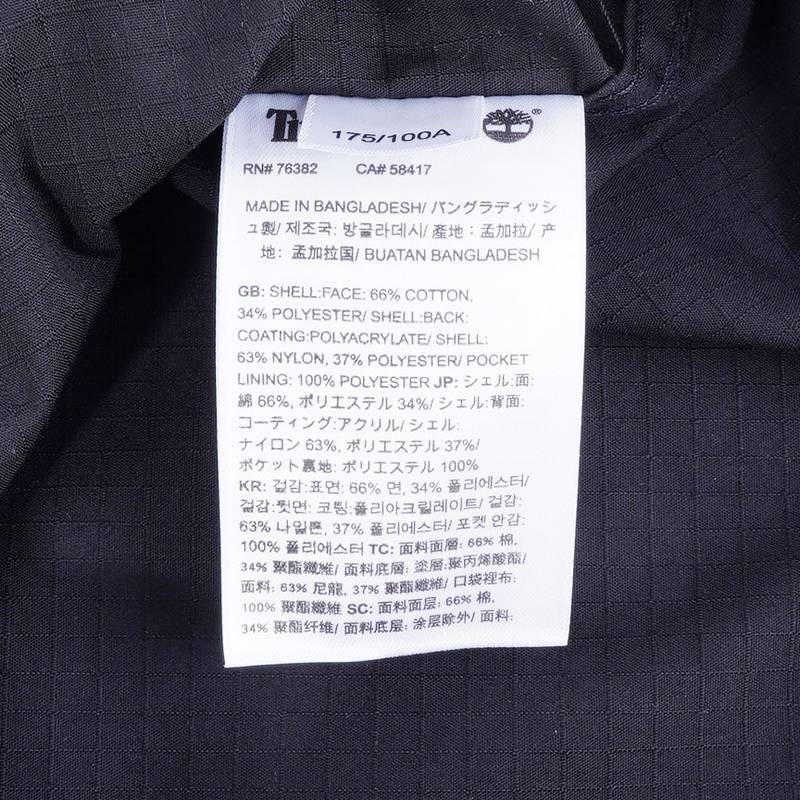 175/100A
®
RN# 76382 CA# 58417
MADE IN BANGLADESH/ バングラディッシ
ュ製/ 제조국: 방글라데시/ 產地：孟加拉/ 产
地：孟加拉国/ BUATAN BANGLADESH
GB: SHELL:FACE: 66% COTTON,
34% POLYESTER/ SHELL:BACK:
COATING:POLYACRYLATE/ SHELL:
63% NYLON, 37% POLYESTER/ POCKET
LINING: 100% POLYESTER JP: シェル:面:
綿 66%, ポリエステル 34%/ シェル:背面:
コーティング:アクリル/ シェル:
ナイロン 63%, ポリエステル 37%/
ポケット裏地: ポリエステル 100%
KR: 겉감:표면: 66% 면, 34% 폴리에스터/
겉감:뒷면: 코팅:폴리아크릴레이트/ 겉감:
63% 나일론, 37% 폴리에스터/ 포켓 안감:
100% 폴리에스터 TC: 面料面層: 66% 棉,
34% 聚酯纖維/ 面料底層: 塗層:聚丙烯酸酯/
面料: 63% 尼龍, 37% 聚酯纖維/ 口袋裡布:
100% 聚酯纖維 SC: 面料面层: 66% 棉,
34% 聚酯纤维/ 面料底层: 涂层除外/ 面料: